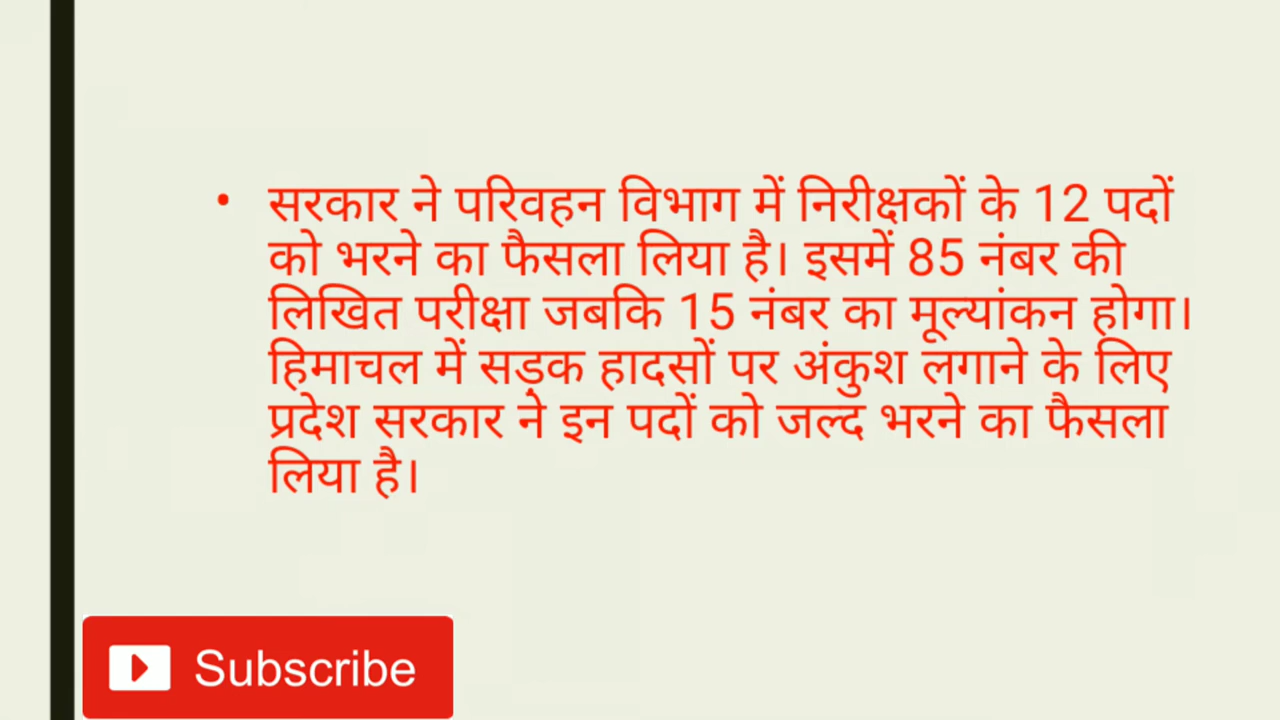 • सरकार ने परिवहन विभाग में निरीक्षकों के 12 पदों
को भरने का फैसला लिया है। इसमें 85 नंबर की
लिखित परीक्षा जबकि 15 नंबर का मूल्यांकन होगा।
हिमाचल में सड़क हादसों पर अंकुश लगाने के लिए
प्रदेश सरकार ने इन पदों को जल्द भरने का फैसला
लिया है।
Subscribe